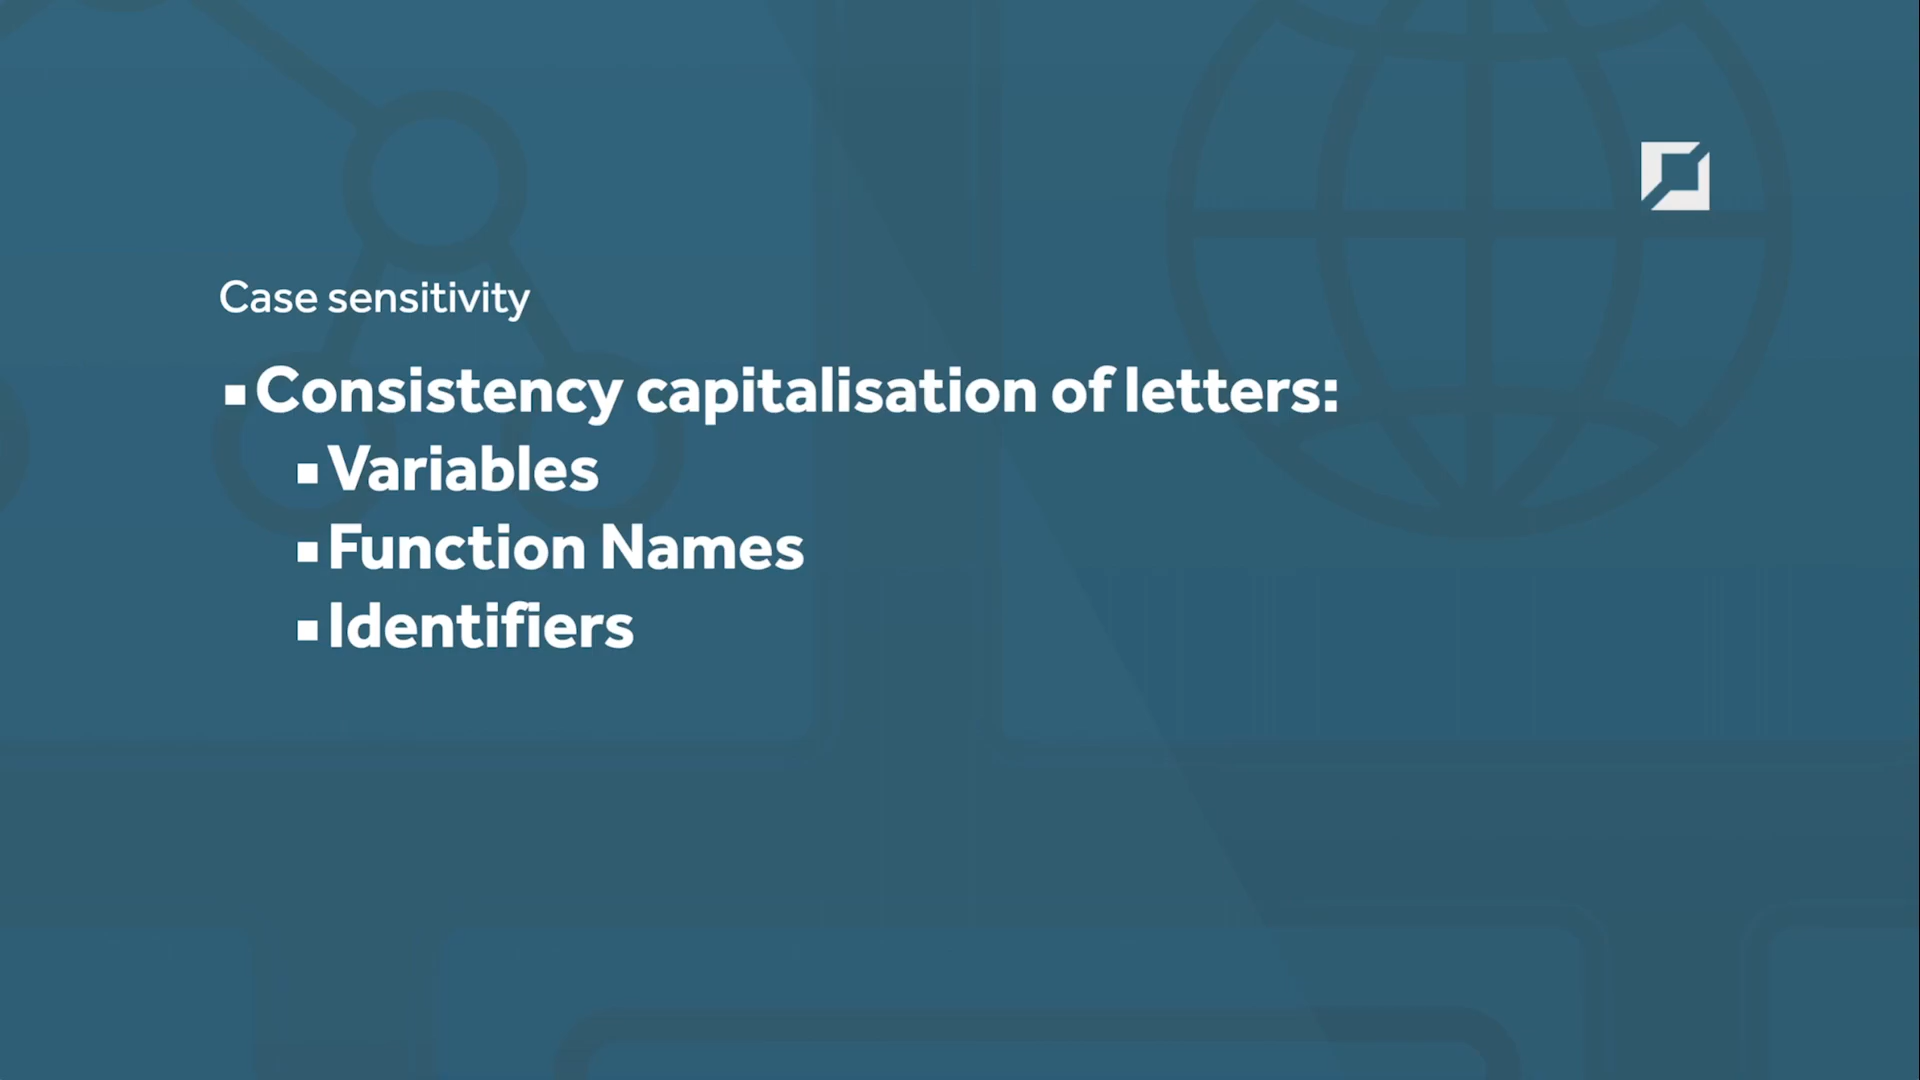 Case sensitivity
▪Consistency capitalisation of letters:
▪Variables
▪Function Names
▪Identifiers